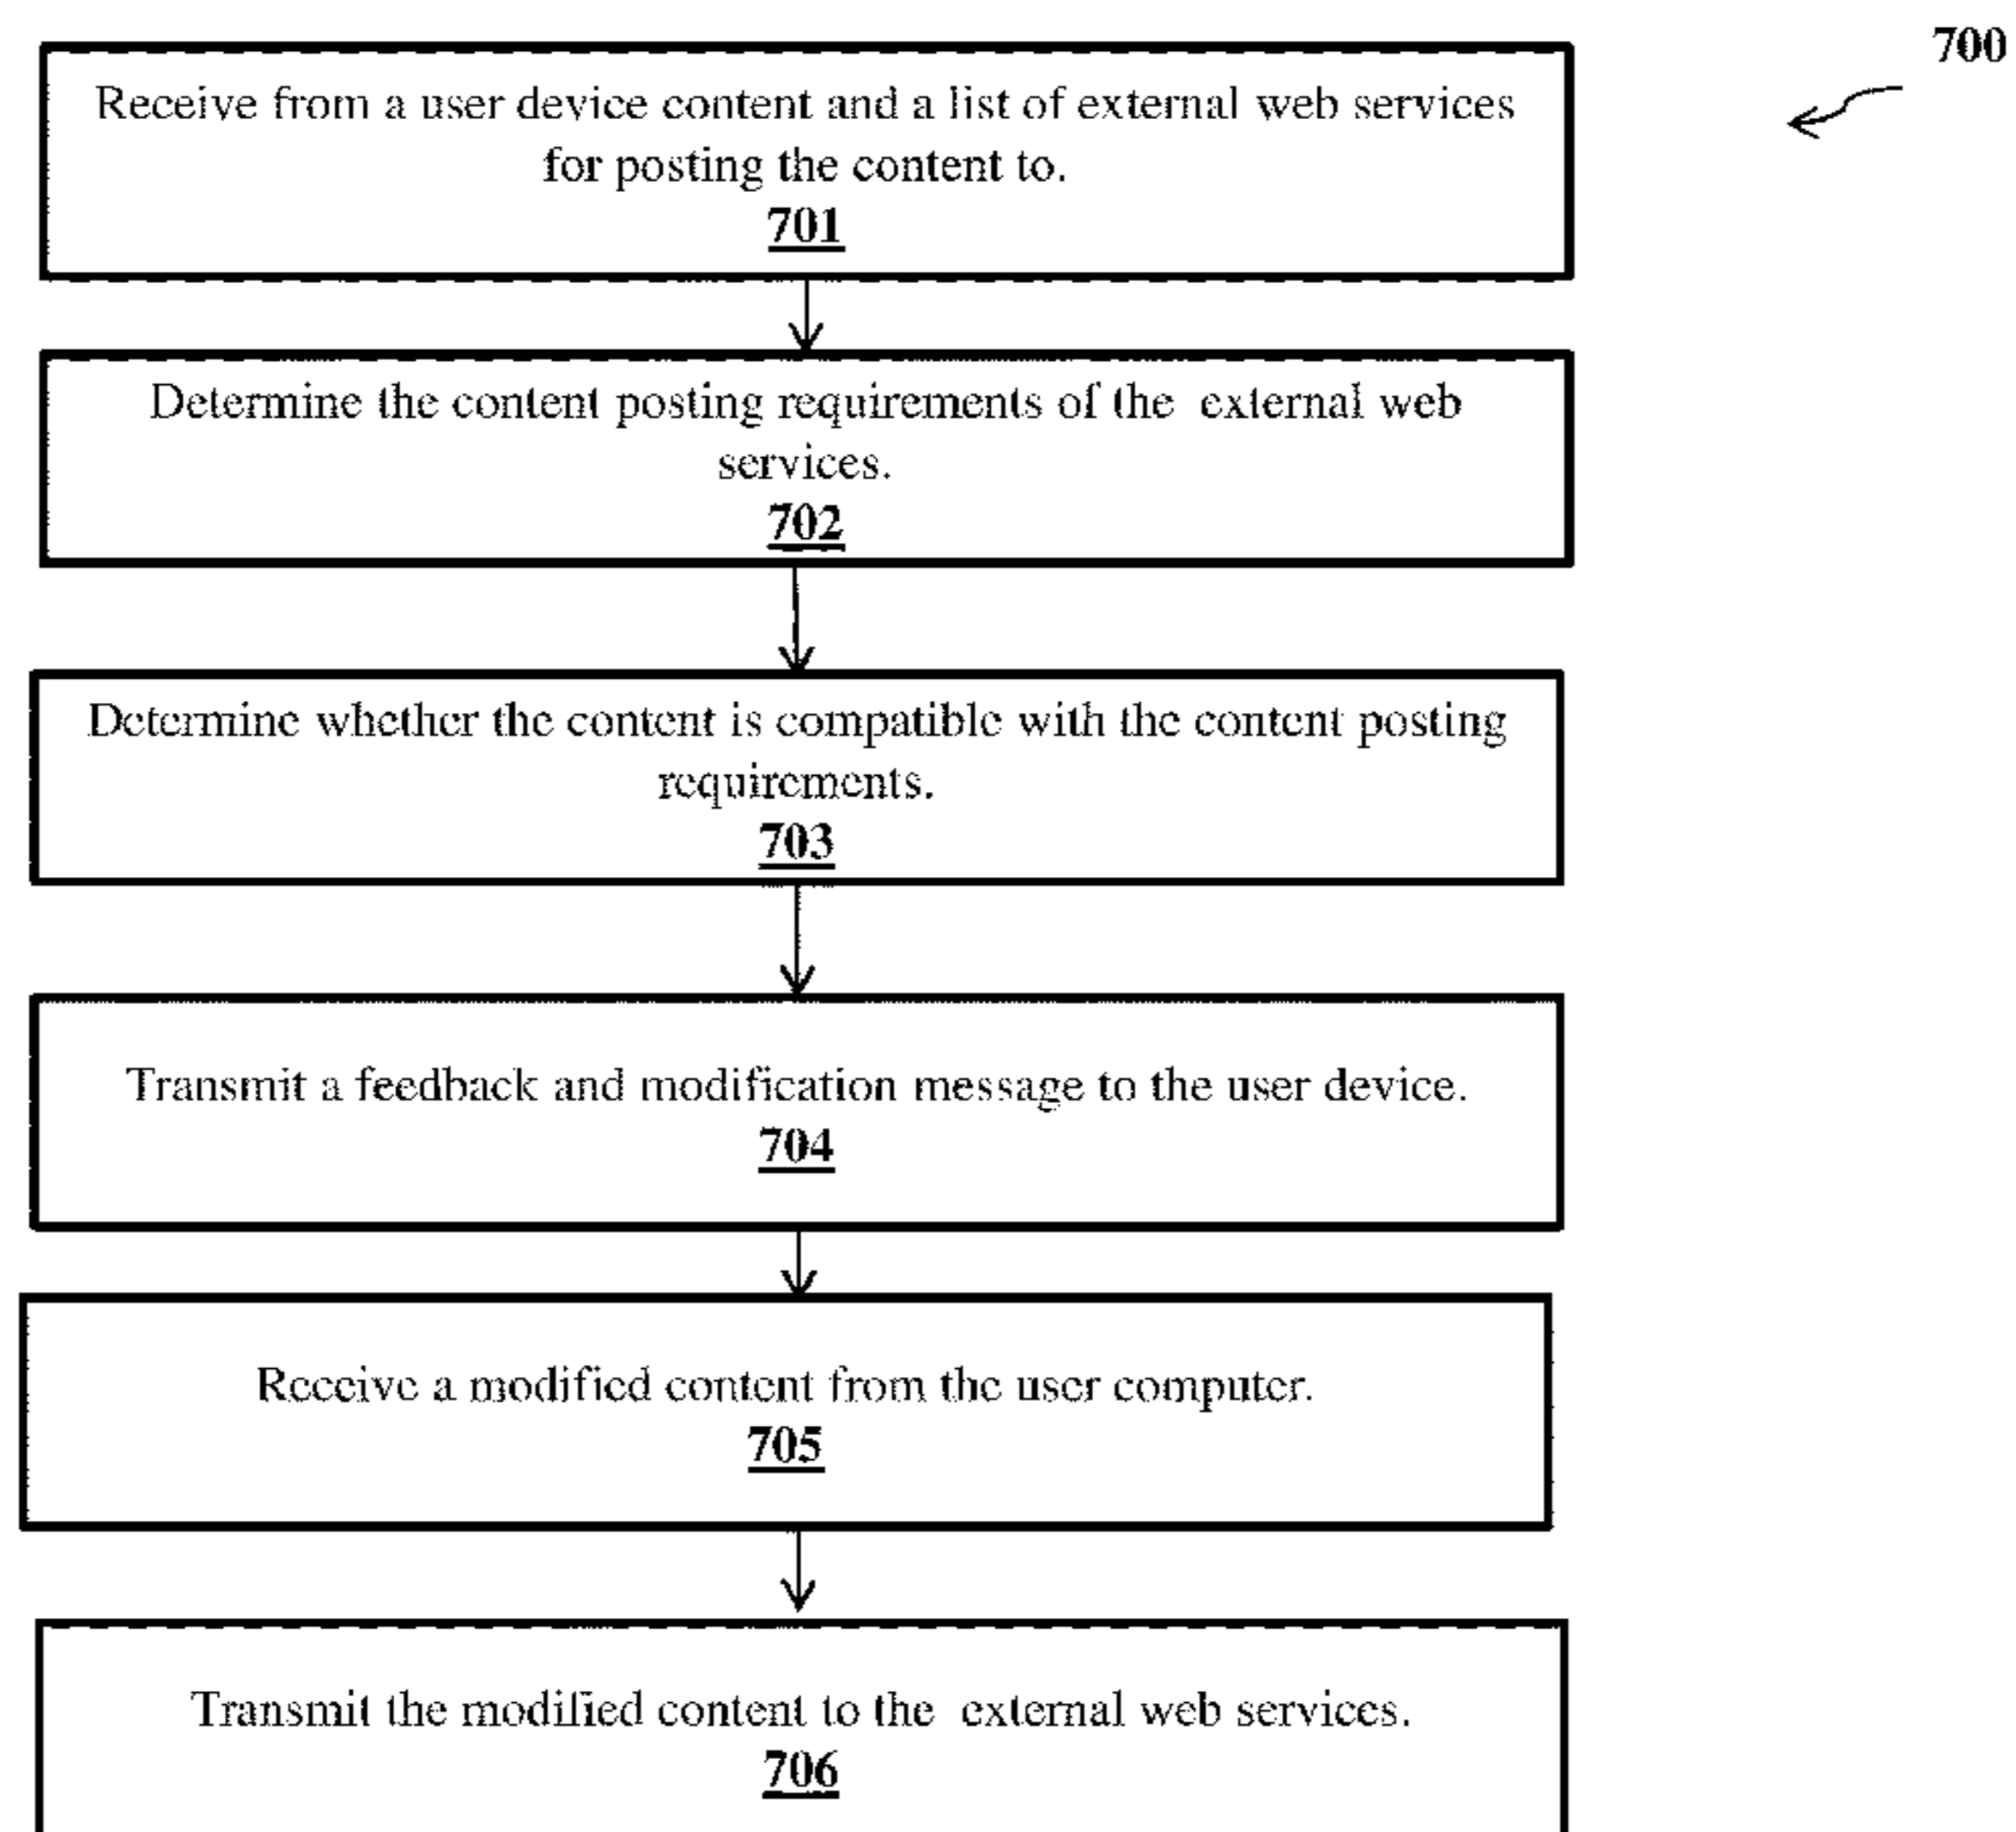 700
Receive from a user device content and a list of external web services
for posting the content to.
701
Determine the content posting requirements of the external web
services.
702
Determine whether the content is compatible with the content posting
requirements.
703
Transmit a feedback and modification message to the user device.
704
Receive a modified content from the user computer.
705
Transmit the modified content to the external web services.
706